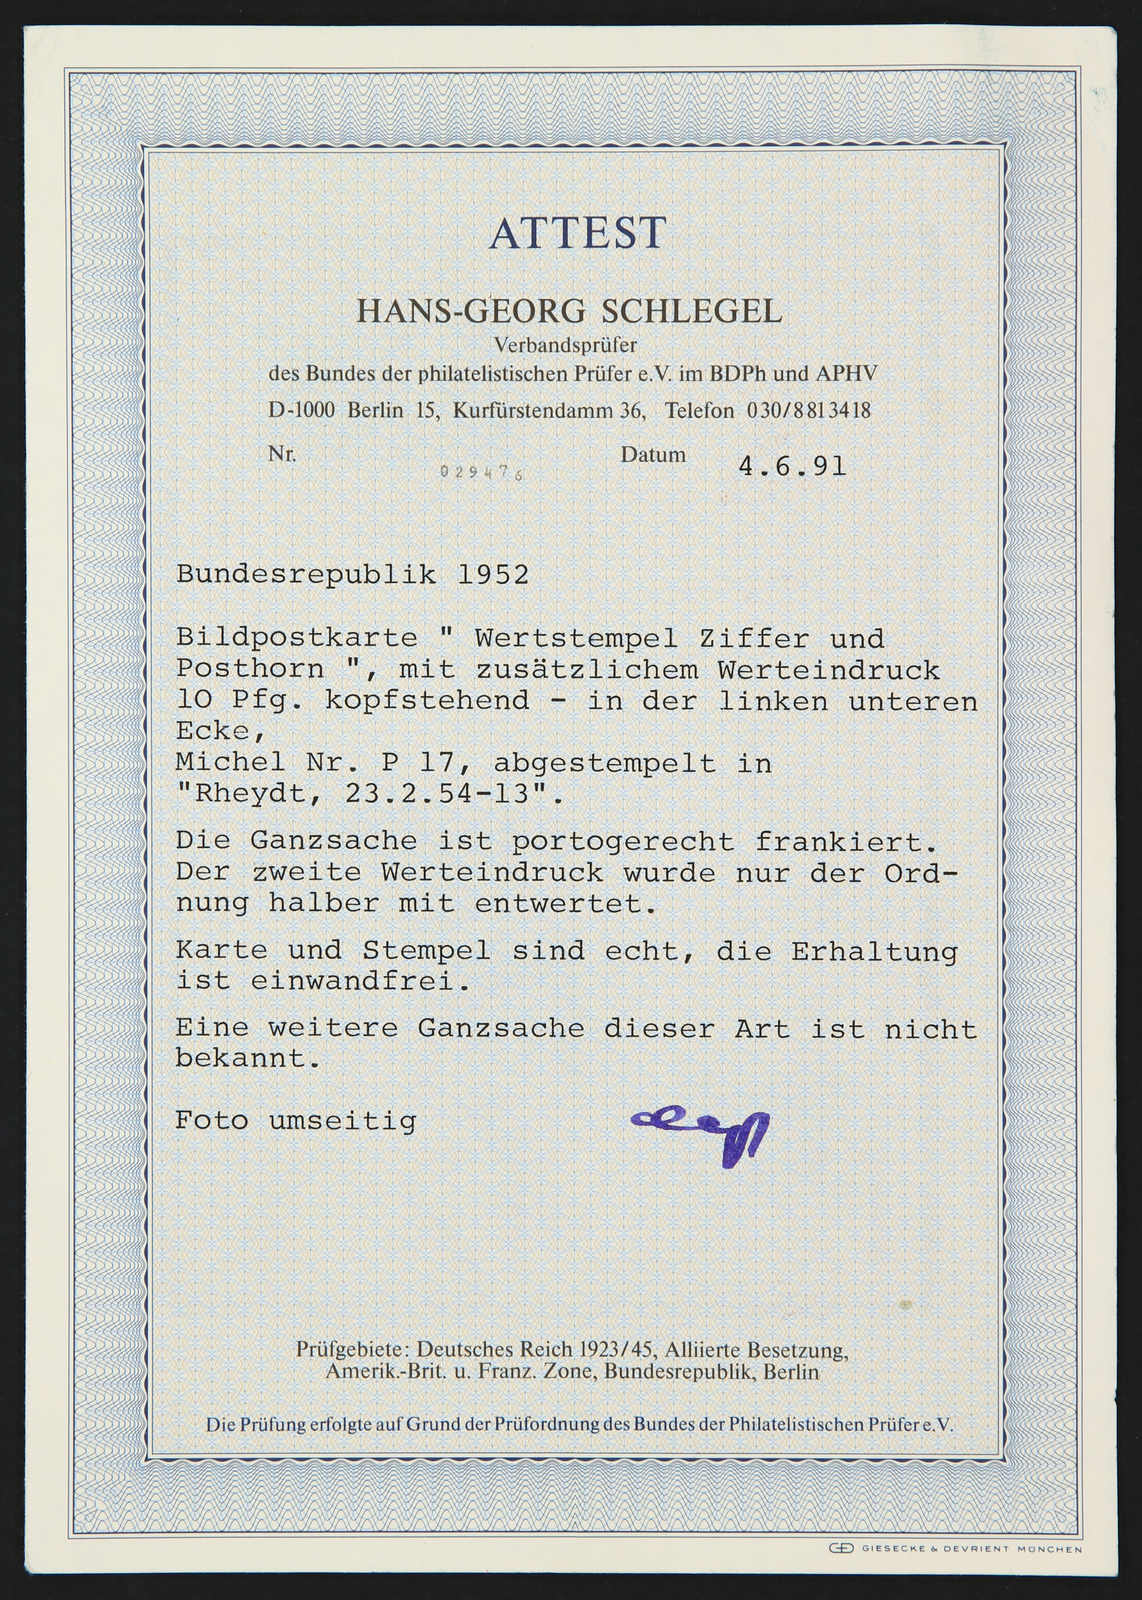 ATTEST
HANS-GEORG SCHLEGEL
Verbandsprüfer
des Bundes der philatelistischen Prüfer e.V. im BDPh und APHV
D-1000 Berlin 15, Kurfürstendamm 36, Telefon 030/8813418
Nr. 029476 Datum 4.6.91
Bundesrepublik 1952
Bildpostkarte " Wertstempel Ziffer und
Posthorn ", mit zusätzlichem Werteindruck
10 Pfg. kopfstehend - in der linken unteren
Ecke,
Michel Nr. P 17, abgestempelt in
"Rheydt, 23.2.54-13".
Die Ganzsache ist portogerecht frankiert.
Der zweite Werteindruck wurde nur der Ord-
nung halber mit entwertet.
Karte und Stempel sind echt, die Erhaltung
ist einwandfrei.
Eine weitere Ganzsache dieser Art ist nicht
bekannt.
Foto umseitig
Prüfgebiete: Deutsches Reich 1923/45, Alliierte Besetzung,
Amerik.-Brit. u. Franz. Zone, Bundesrepublik, Berlin
Die Prüfung erfolgte auf Grund der Prüfordnung des Bundes der Philatelistischen Prüfer e.V.
GIESECKE & DEVRIENT MÜNCHEN